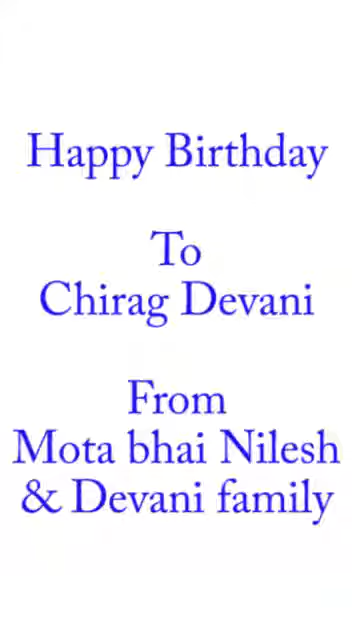 Happy Birthday
To
Chirag Devani
From
Mota bhai Nilesh
& Devani family